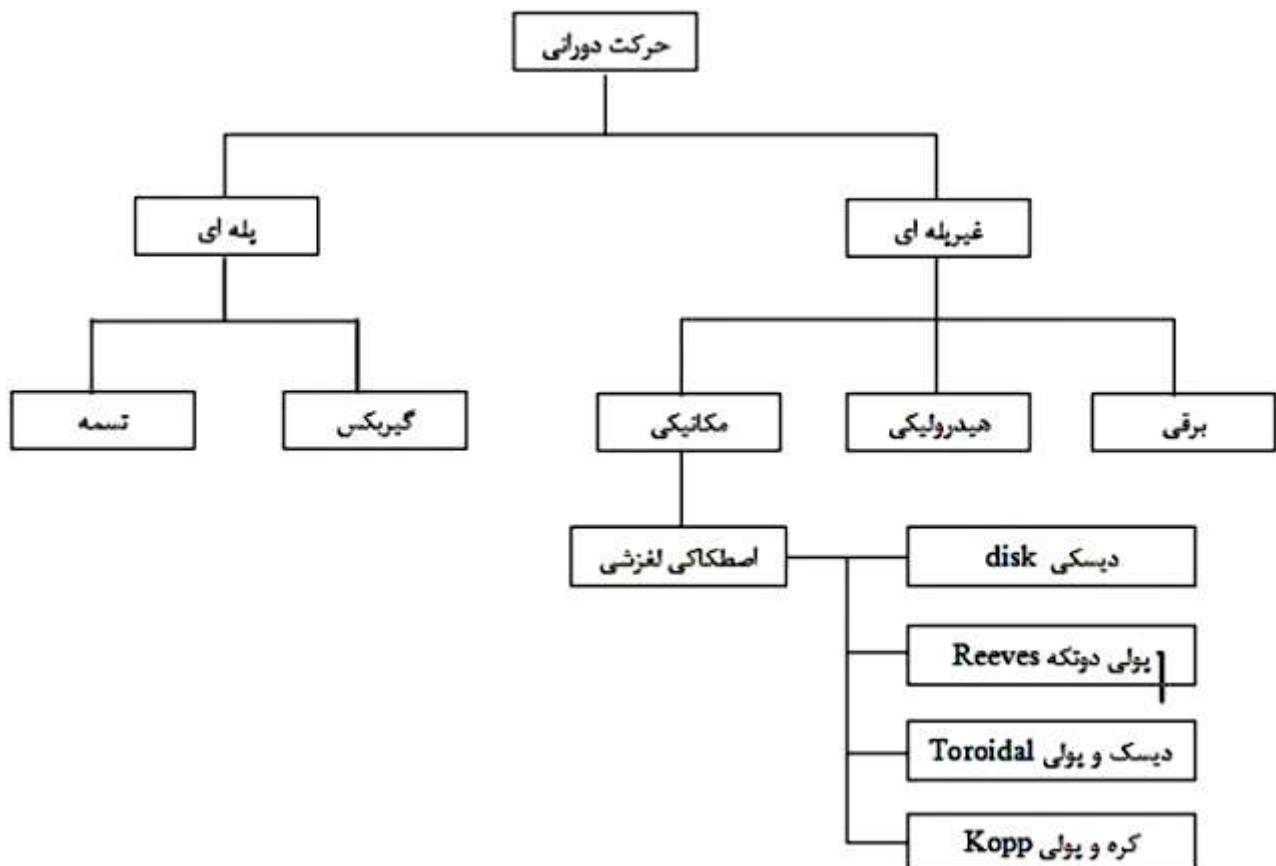 حرکت دورانی
پله ای
غیرپله ای
تسمه
گیربکس
مکانیکی
هیدرولیکی
برقی
اصطکاکی لغزشی
دیسکی disk
پولی دوتکه Reeves
دیسک و پولی Toroidal
کره و پولی Kopp